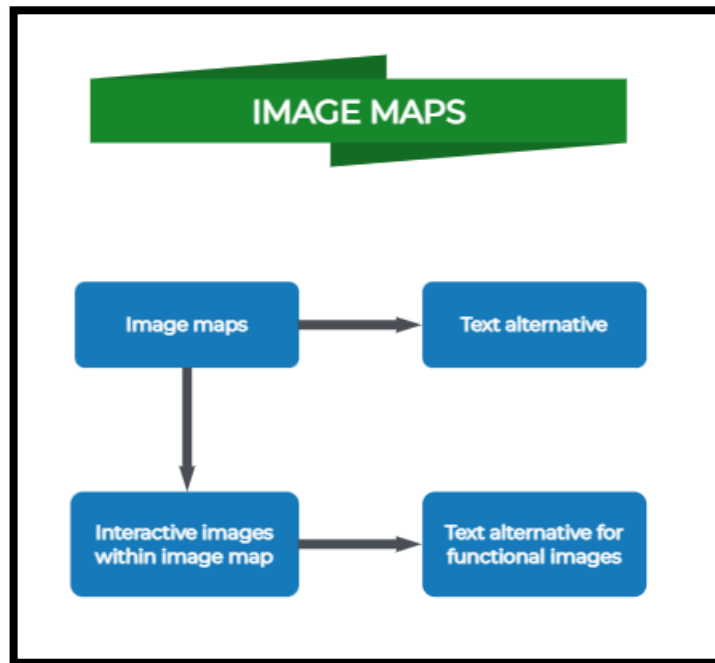 IMAGE MAPS
Image maps
Text alternative
Interactive images
within image map
Text alternative for
functional images